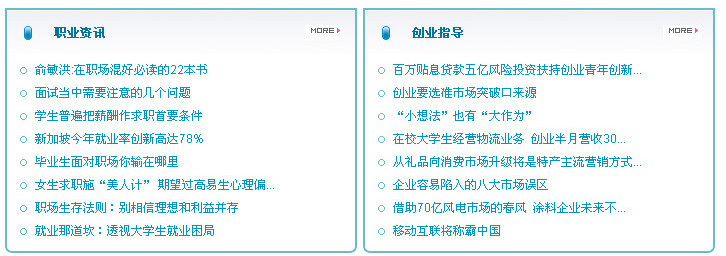 职业资讯
MORE
俞敏洪:在职场混好必读的22本书
面试当中需要注意的几个问题
学生普遍把薪酬作求职首要条件
新加坡今年就业率创新高达78%
毕业生面对职场你输在哪里
女生求职施“美人计” 期望过高易生心理偏...
职场生存法则：别相信理想和利益并存
就业那道坎：透视大学生就业困局
创业指导
MORE
百万贴息贷款五亿风险投资扶持创业青年创新...
创业要选准市场突破口来源
“小想法”也有“大作为”
在校大学生经营物流业务 创业半月营收30...
从礼品向消费市场升级将是特产主流营销方式...
企业容易陷入的八大市场误区
借助70亿风电市场的春风 涂料企业未来不...
移动互联将称霸中国